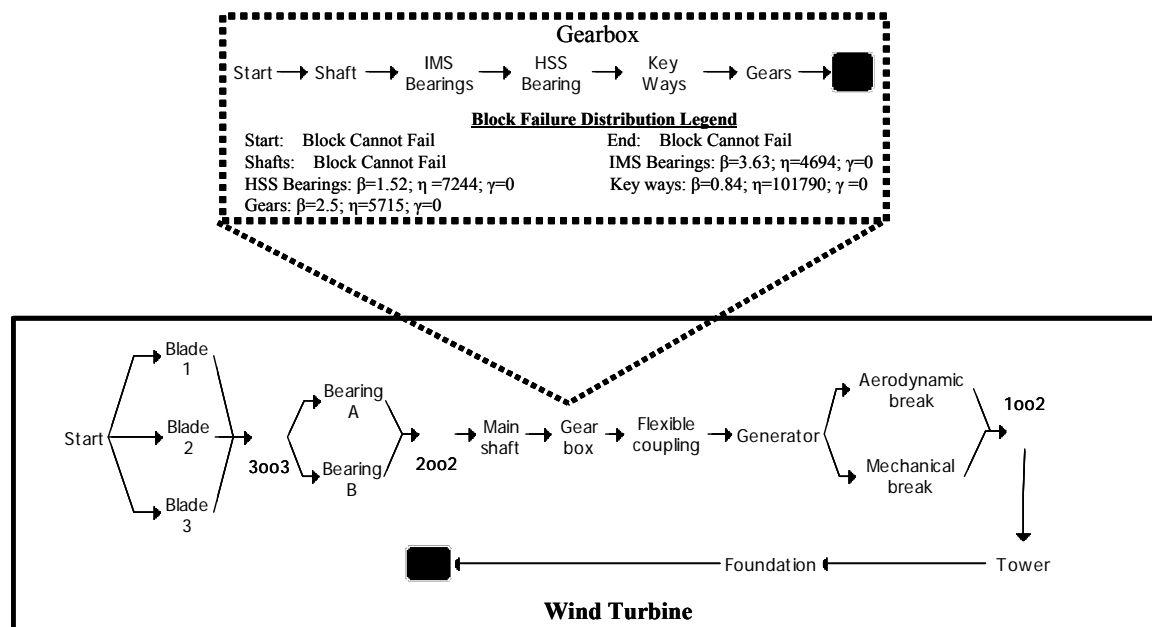 Gearbox
Start
Shaft
IMS
Bearings
HSS
Bearing
Key
Ways
Gears
Block Failure Distribution Legend
Start: Block Cannot Fail
End: Block Cannot Fail
Shafts: Block Cannot Fail
IMS Bearings: β=3.63; η=4694; γ=0
HSS Bearings: β=1.52; η =7244; γ=0
Key ways: β=0.84; η=101790; γ =0
Gears: β=2.5; η=5715; γ=0
Start
Blade
1
Blade
2
Blade
3
3oo3
Bearing
A
Bearing
B
2oo2
Main
shaft
Gear
box
Flexible
coupling
Generator
Aerodynamic
break
Mechanical
break
1oo2
Tower
Foundation
Wind Turbine